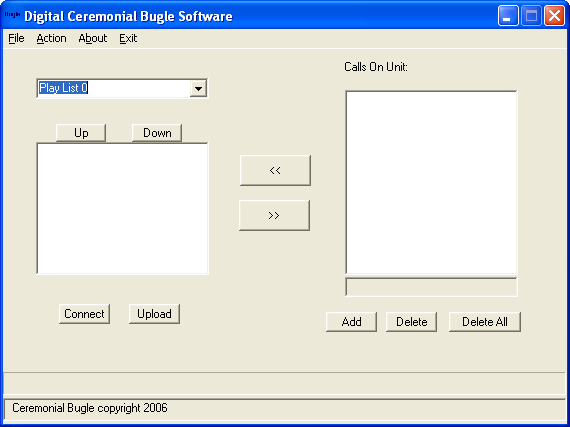 Bugle Digital Ceremonial Bugle Software
File Action About Exit
Calls On Unit:
Play List 0
Up Down
<<
>>
Connect Upload
Add Delete Delete All
Ceremonial Bugle copyright 2006